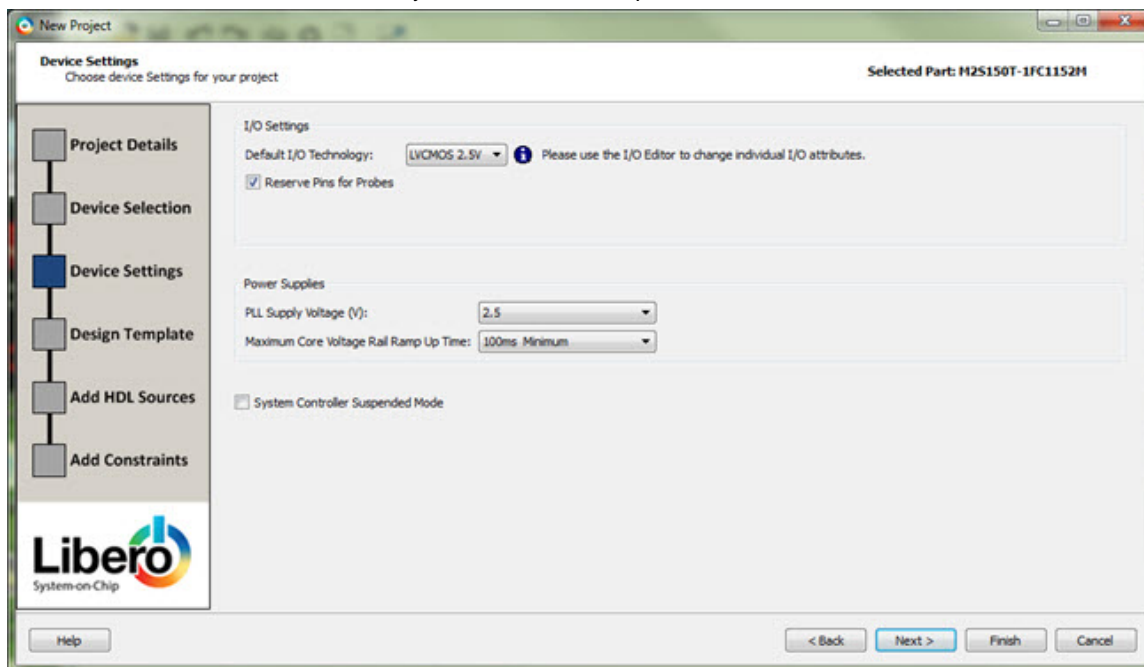 New Project
Device Settings
Choose device Settings for your project
Selected Part: M2S150T-1FC1152M
Project Details
Device Selection
Device Settings
Design Template
Add HDL Sources
Add Constraints
Libero
System-on-Chip
I/O Settings
Default I/O Technology: LVCMOS 2.5V Please use the I/O Editor to change individual I/O attributes.
Reserve Pins for Probes
Power Supplies
PLL Supply Voltage (V): 2.5
Maximum Core Voltage Rail Ramp Up Time: 100ms Minimum
System Controller Suspended Mode
Help < Back Next > Finish Cancel